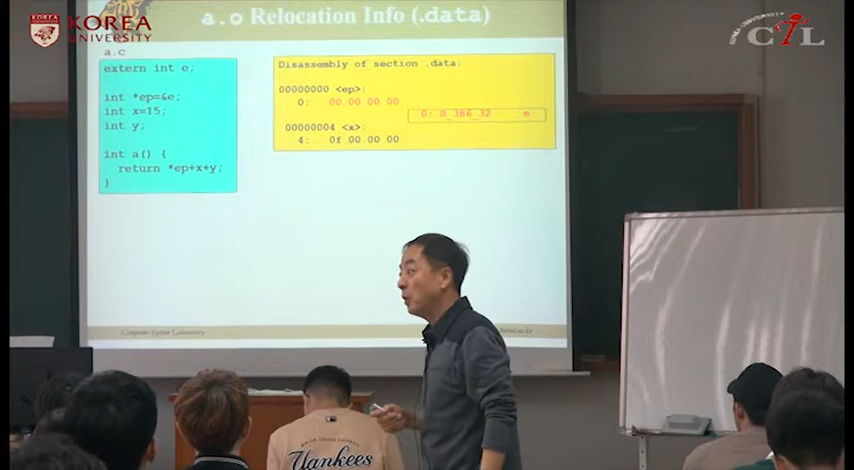 KOREA
UNIVERSITY
a.o Relocation Info (.data)
CTL
a.c
extern int e;
int *ep=&e;
int x=15;
int y;
int a() {
return *ep+x+y;
}
Disassembly of section .data:
00000000 <ep>:
0: 00 00 00 00
0: R_386_32 e
00000004 <x>:
4: 0f 00 00 00
Computer System Laboratory
Yankees